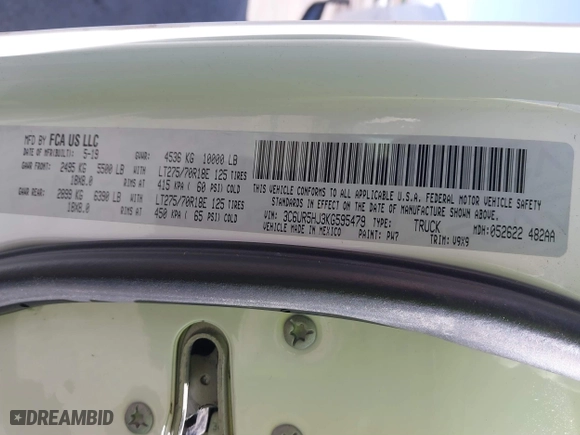 MFD BY FCA US LLC
DATE OF MFR(BUILT): 5-19 GVWR: 4536 KG 10000 LB
GAWR FRONT: 2495 KG 5500 LB WITH LT275/70R18E 125 TIRES
18X8.0 RIMS AT 415 KPA ( 60 PSI) COLD
GAWR REAR: 2899 KG 6390 LB WITH LT275/70R18E 125 TIRES
18X8.0 RIMS AT 450 KPA ( 65 PSI) COLD
THIS VEHICLE CONFORMS TO ALL APPLICABLE U.S.A. FEDERAL MOTOR VEHICLE SAFETY
STANDARDS IN EFFECT ON THE DATE OF MANUFACTURE SHOWN ABOVE.
VIN: 3C6UR5HJ3KG595479 TYPE: TRUCK MDH: 052622 482AA
VEHICLE MADE IN MEXICO PAINT: PW7 TRIM: V9X9
DREAMBID